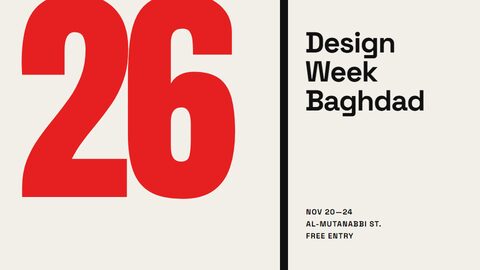 26
Design
Week
Baghdad
NOV 20—24
AL-MUTANABBI ST.
FREE ENTRY